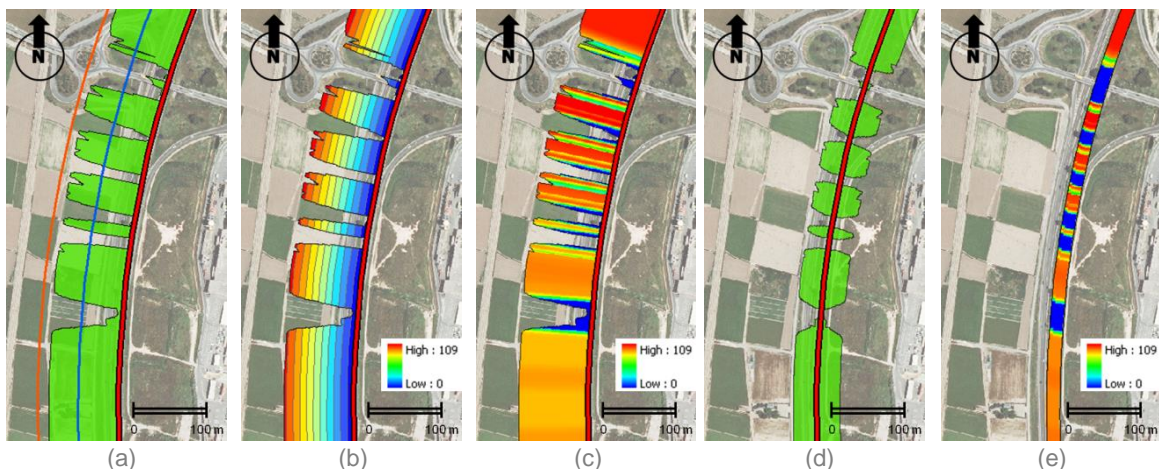 N
N
N
N
N
High : 109
Low : 0
High : 109
Low : 0
High : 109
Low : 0
0 100 m
0 100 m
0 100 m
0 100 m
0 100 m
(a)
(b)
(c)
(d)
(e)